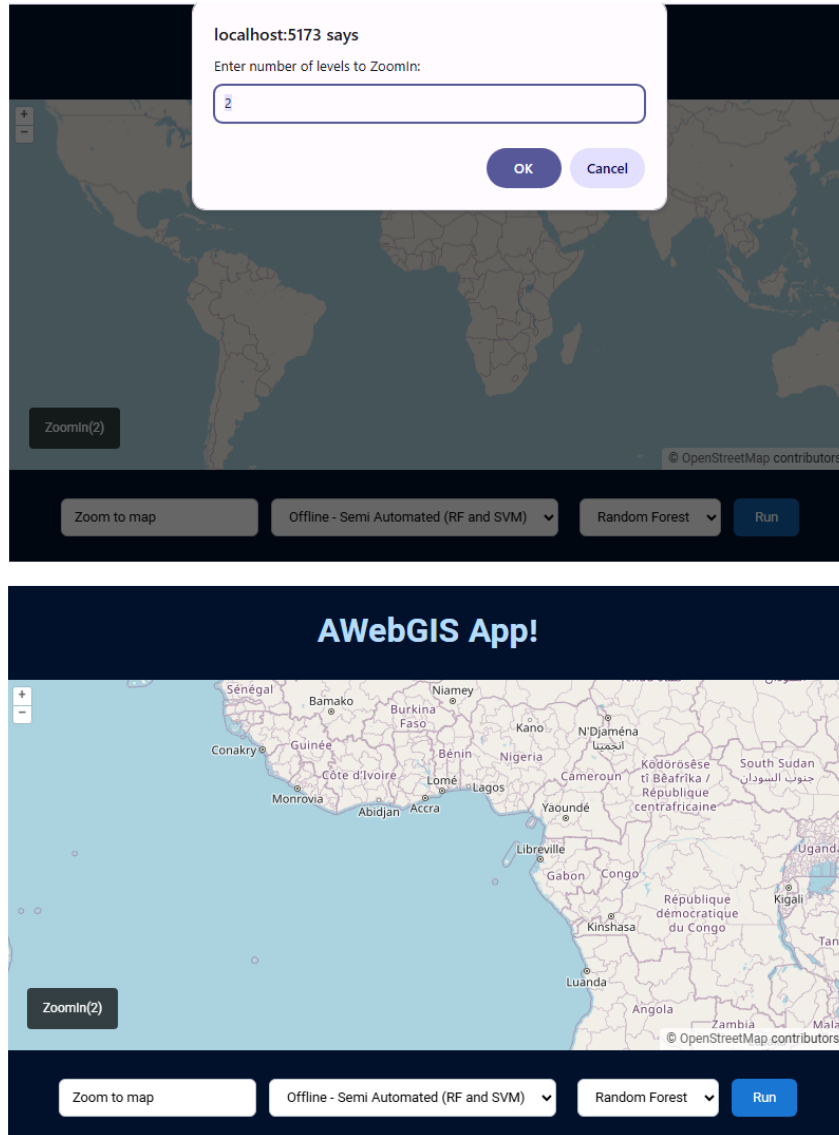 localhost:5173 says
Enter number of levels to ZoomIn:
2
OK
Cancel
+
−
ZoomIn(2)
© OpenStreetMap contributors
Zoom to map
Offline - Semi Automated (RF and SVM)
Random Forest
Run
AWebGIS App!
+
−
Sénégal
Bamako
Niamey
Burkina
Faso
Kano
N'Djaména
انجمينا
Conakry
Guinée
Bénin
Nigeria
Côte d'Ivoire
Lomé
Lagos
Cameroun
Ködörösêse
tî Bêafrîka /
République
centrafricaine
South Sudan
جنوب السودان
Monrovia
Abidjan
Accra
Yaoundé
Libreville
Gabon
Congo
Uganda
République
démocratique
du Congo
Kigali
Kinshasa
Tan
Luanda
Angola
Zambia
Mala
ZoomIn(2)
© OpenStreetMap contributors
Zoom to map
Offline - Semi Automated (RF and SVM)
Random Forest
Run